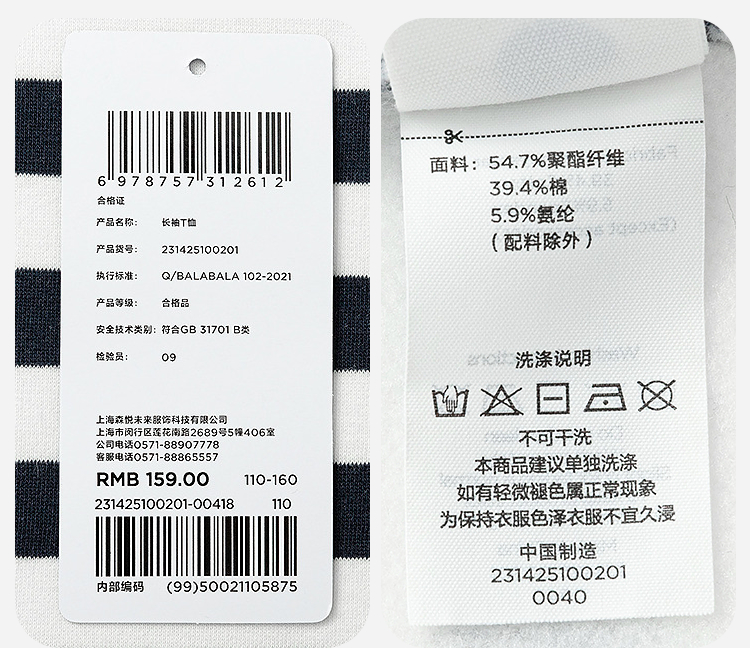 6 978757 312612
合格证
产品名称： 长袖T恤
产品货号： 231425100201
执行标准： Q/BALABALA 102-2021
产品等级： 合格品
安全技术类别：符合GB 31701 B类
检验员： 09
上海森悦未来服饰科技有限公司
上海市闵行区莲花南路2689号5幢406室
公司电话0571-88907778
客服电话0571-88865557
RMB 159.00 110-160
231425100201-00418 110
内部编码 (99)50021105875
面料：54.7%聚酯纤维
39.4%棉
5.9%氨纶
(配料除外)
洗涤说明
不可干洗
本商品建议单独洗涤
如有轻微褪色属正常现象
为保持衣服色泽衣服不宜久浸
中国制造
231425100201
0040